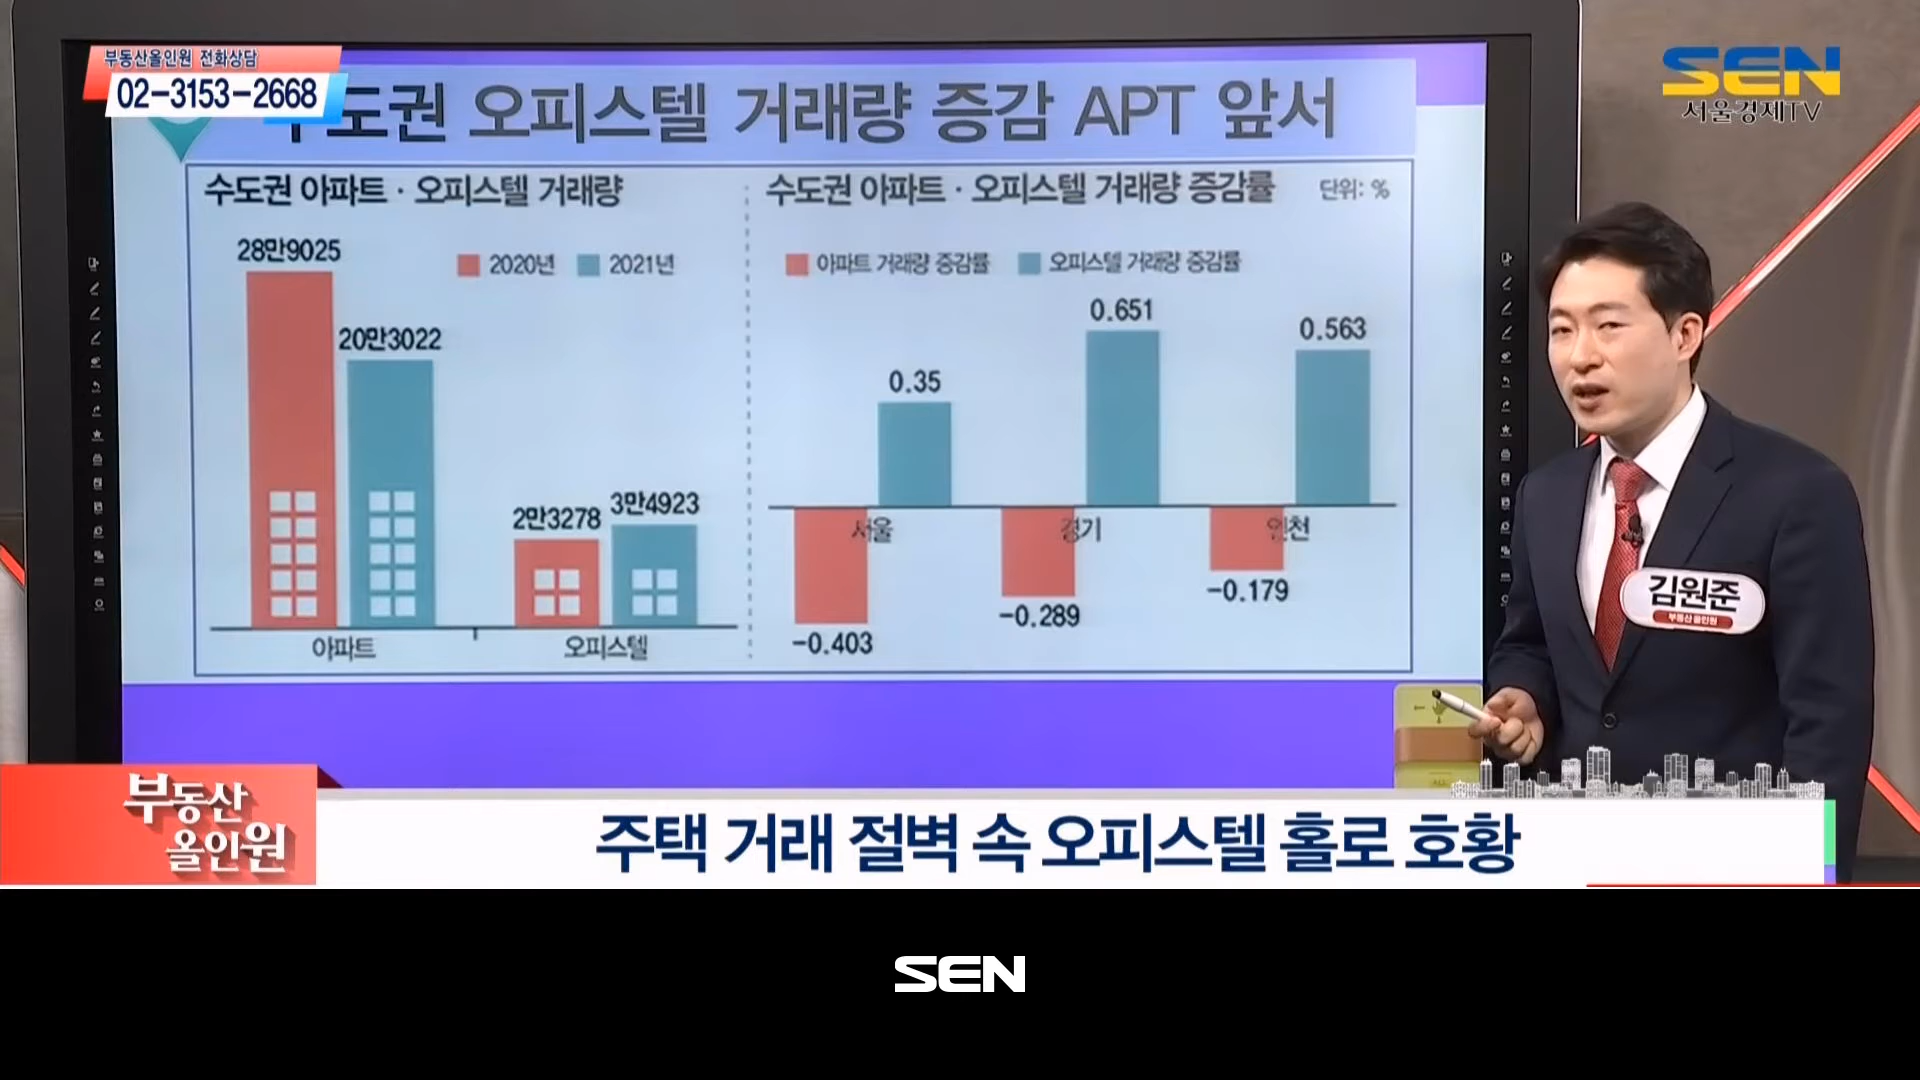 부동산올인원 전화상담
02-3153-2668
SEN
서울경제TV
수도권 오피스텔 거래량 증감 APT 앞서
수도권 아파트 · 오피스텔 거래량
28만9025
2020년
2021년
20만3022
2만3278
3만4923
아파트
오피스텔
수도권 아파트 · 오피스텔 거래량 증감률
단위: %
아파트 거래량 증감률
오피스텔 거래량 증감률
0.35
0.651
0.563
서울
경기
인천
-0.403
-0.289
-0.179
김원준
부동산 올인원
부동산
올인원
주택 거래 절벽 속 오피스텔 홀로 호황
SEN